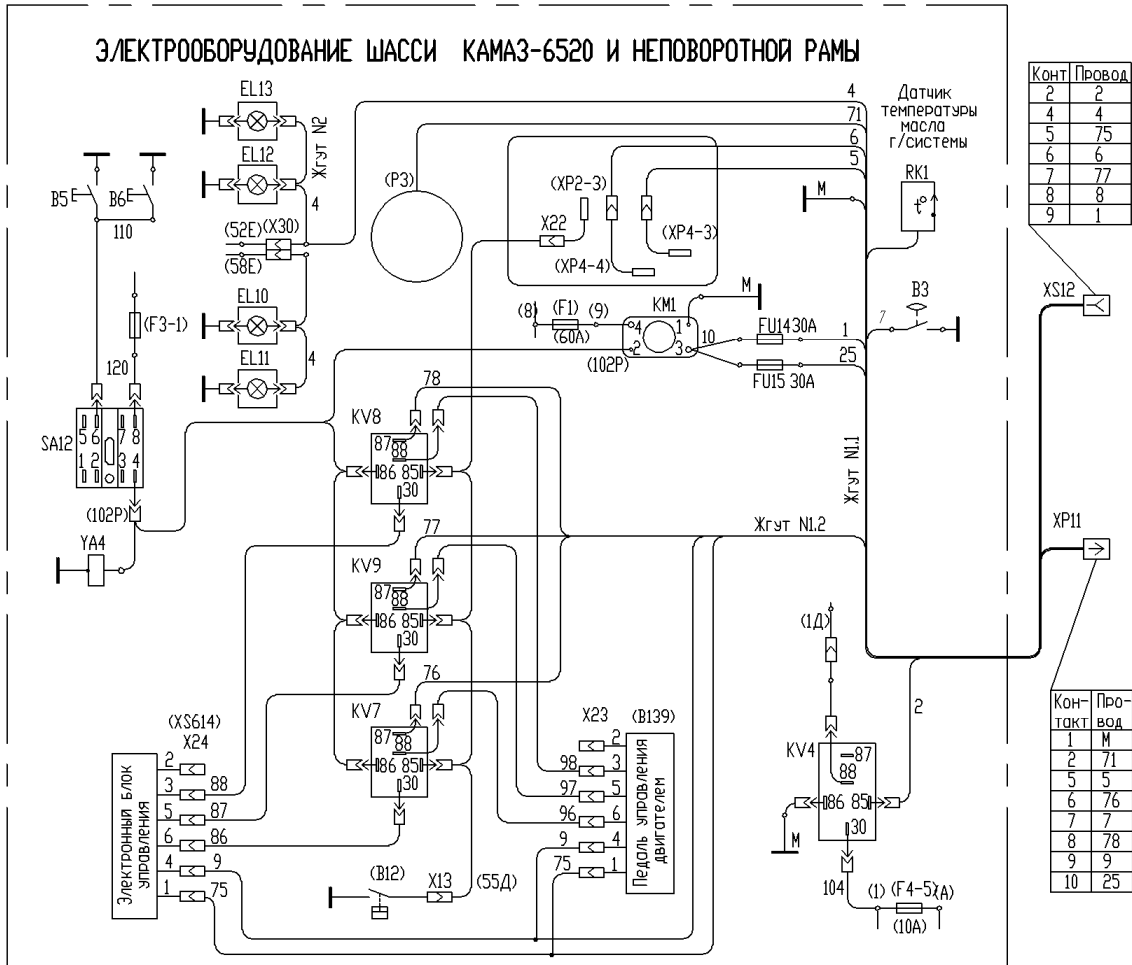 ЭЛЕКТРООБОРУДОВАНИЕ ШАССИ КАМАЗ-6520 И НЕПОВОРОТНОЙ РАМЫ
Конт Провод
2 2
4 4
5 75
6 6
7 77
8 8
9 1
EL13
EL12
Жгут N2
4
(52E) (X30)
(58E)
EL10
EL11
4
B5
B6
110
(F3-1)
120
SA12
5 6 7 8
1 2 3 4
(102P)
YA4
(P3)
4
71
6
5
(XP2-3)
X22
(XP4-3)
(XP4-4)
M
Датчик
температуры
масла
г/системы
RK1
t°
B3
7
XS12
(8) (F1) (9)
(60A)
KM1
4 1
2 3
(102P)
M
10
FU14 30A
1
FU15 30A
25
78
KV8
87
88
86 85
30
77
KV9
87
88
86 85
30
76
KV7
87
88
86 85
30
Жгут N1.1
Жгут N1.2
XP11
(XS614)
X24
Электронный блок
управления
2
3 88
5 87
6 86
4 9
1 75
(B12)
X13
(55Д)
X23
(B139)
Педаль управления
двигателем
2
98 3
97 5
96 6
9 4
75 1
(1Д)
KV4
87
88
86 85
30
2
M
104
(1) (F4-5) (A)
(10A)
Кон- Про-
такт вод
1 M
2 71
5 5
6 76
7 7
8 78
9 9
10 25